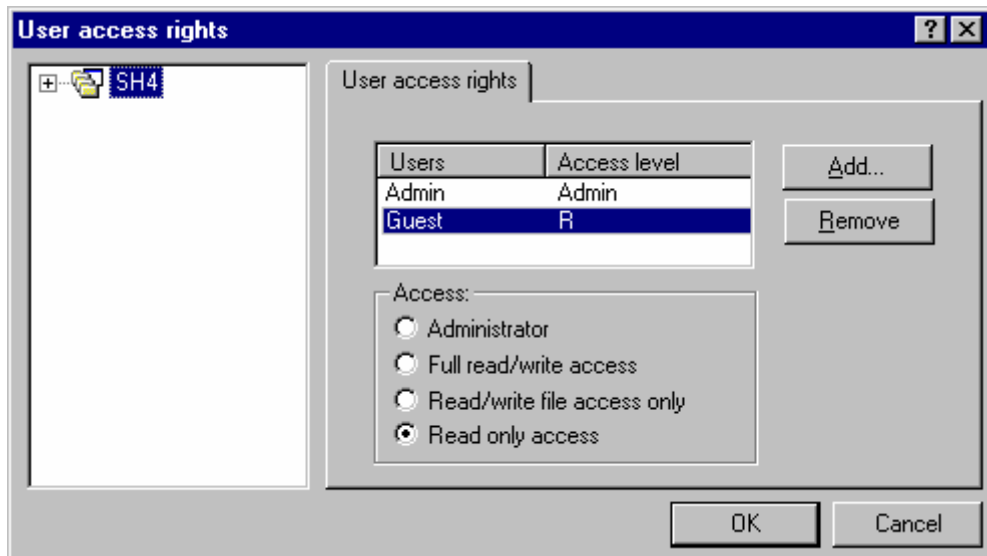 User access rights
SH4
User access rights
Users Access level
Admin Admin
Guest R
Add...
Remove
Access:
Administrator
Full read/write access
Read/write file access only
Read only access
OK Cancel